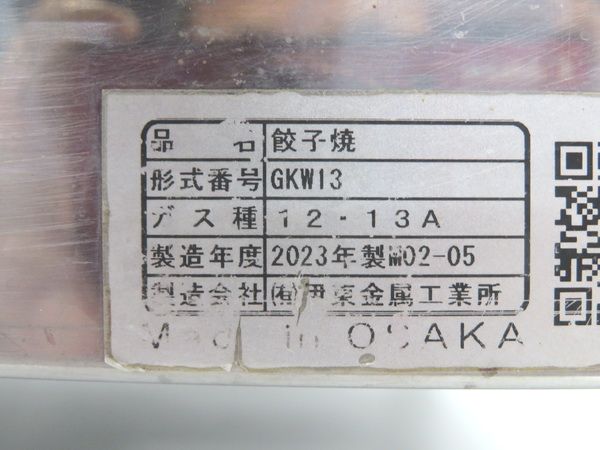 品 名 餃子焼
形式番号 GKW13
ガス種 12-13A
製造年度 2023年製M02-05
製造会社 ㈲伊東金属工業所
Made in OSAKA